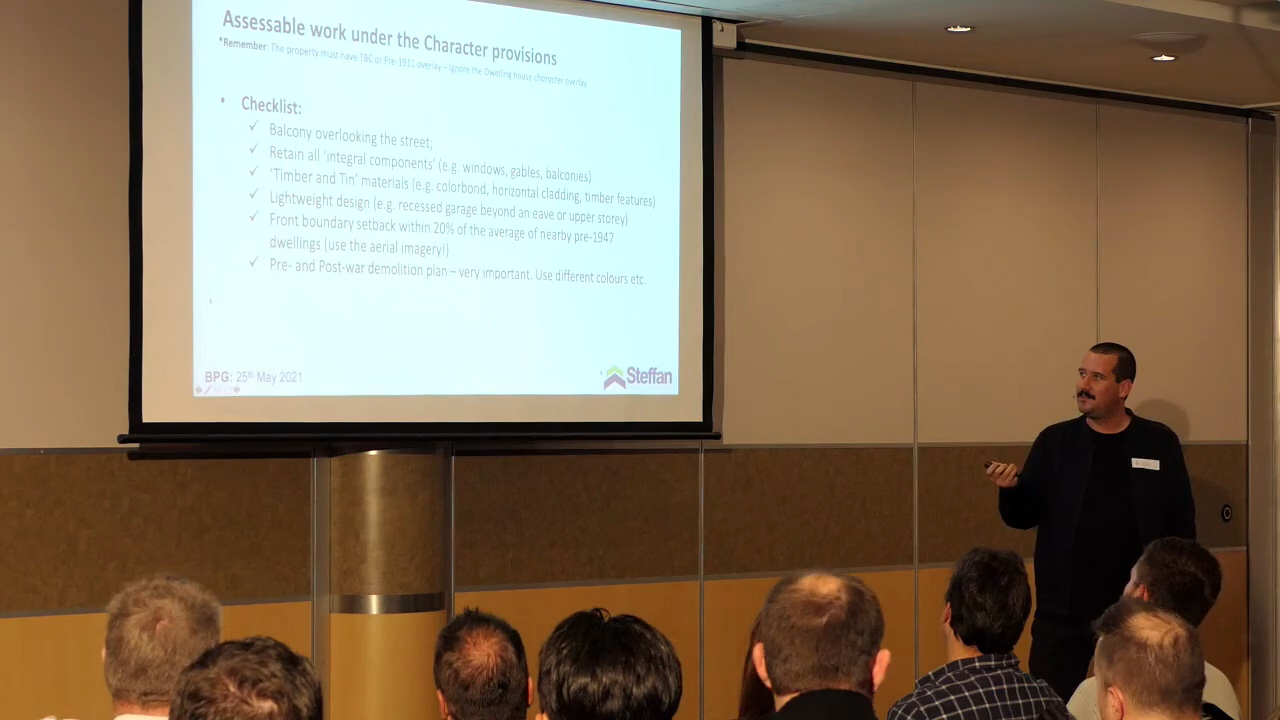 Assessable work under the Character provisions
*Remember: The property must have TBC or Pre-1911 overlay – ignore the Dwelling house character overlay
• Checklist:
✓ Balcony overlooking the street;
✓ Retain all 'integral components' (e.g. windows, gables, balconies)
✓ 'Timber and Tin' materials (e.g. colorbond, horizontal cladding, timber features)
✓ Lightweight design (e.g. recessed garage beyond an eave or upper storey)
✓ Front boundary setback within 20% of the average of nearby pre-1947
dwellings (use the aerial imagery!)
✓ Pre- and Post-war demolition plan – very important. Use different colours etc.
BPG: 25th May 2021
Steffan